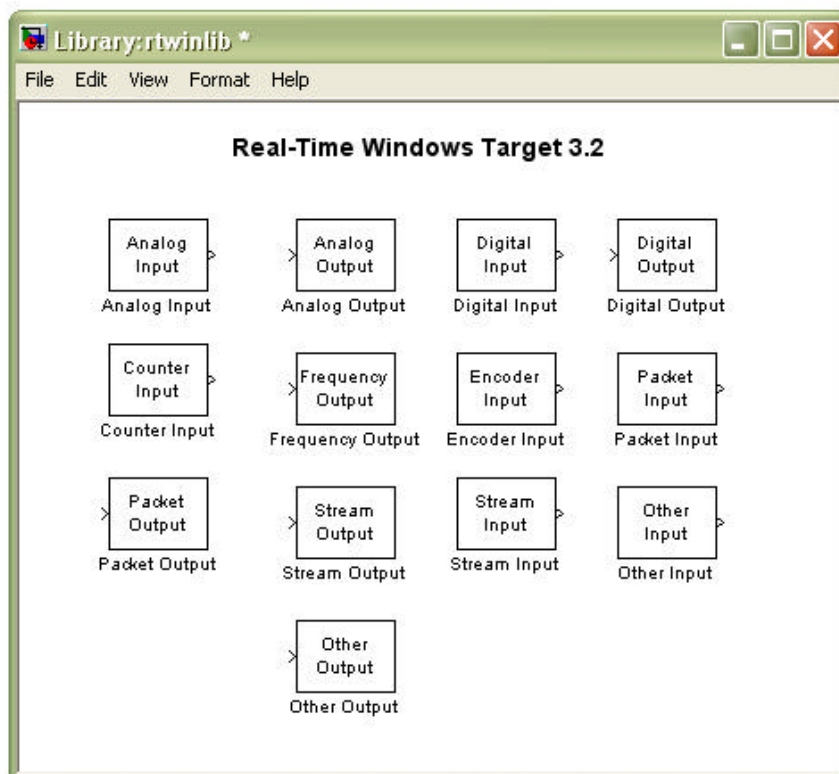 Library:rtwinlib *
File Edit View Format Help
Real-Time Windows Target 3.2
Analog
Input
Analog Input
Analog
Output
Analog Output
Digital
Input
Digital Input
Digital
Output
Digital Output
Counter
Input
Counter Input
Frequency
Output
Frequency Output
Encoder
Input
Encoder Input
Packet
Input
Packet Input
Packet
Output
Packet Output
Stream
Output
Stream Output
Stream
Input
Stream Input
Other
Input
Other Input
Other
Output
Other Output